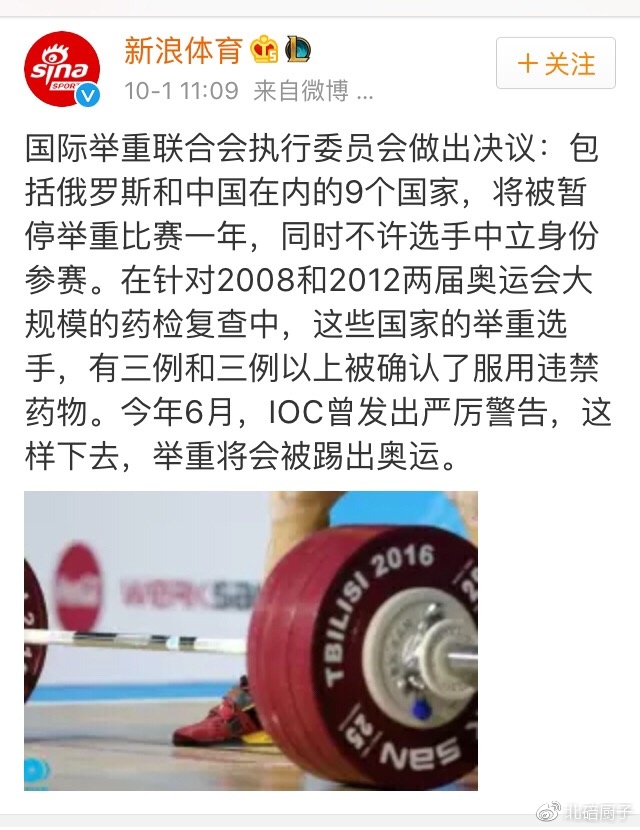 新浪体育
sina
SPORTS
10-1 11:09 来自微博 ...
+关注
国际举重联合会执行委员会做出决议：包
括俄罗斯和中国在内的9个国家，将被暂
停举重比赛一年，同时不许选手中立身份
参赛。在针对2008和2012两届奥运会大
规模的药检复查中，这些国家的举重选
手，有三例和三例以上被确认了服用违禁
药物。今年6月，IOC曾发出严厉警告，这
样下去，举重将会被踢出奥运。
WERKSAN
TBILISI 2016
25
25
SAN
北碚厨子